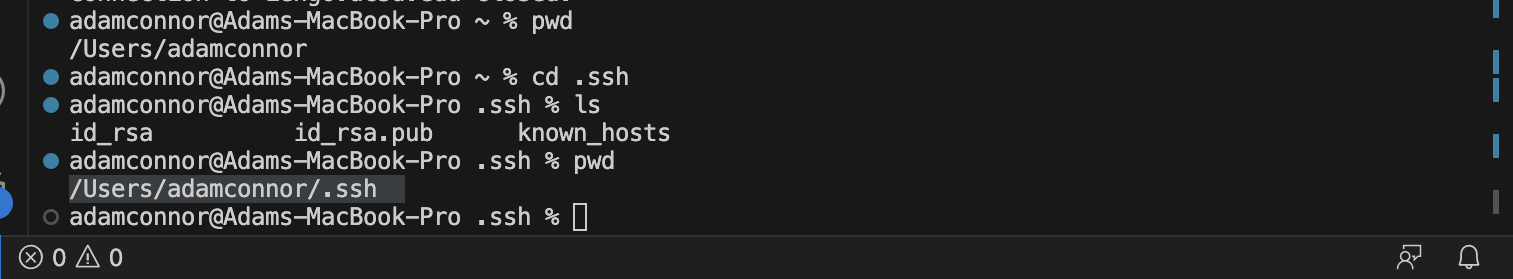 adamconnor@Adams-MacBook-Pro ~ % pwd
/Users/adamconnor
adamconnor@Adams-MacBook-Pro ~ % cd .ssh
adamconnor@Adams-MacBook-Pro .ssh % ls
id_rsa id_rsa.pub known_hosts
adamconnor@Adams-MacBook-Pro .ssh % pwd
/Users/adamconnor/.ssh
adamconnor@Adams-MacBook-Pro .ssh %
0 0